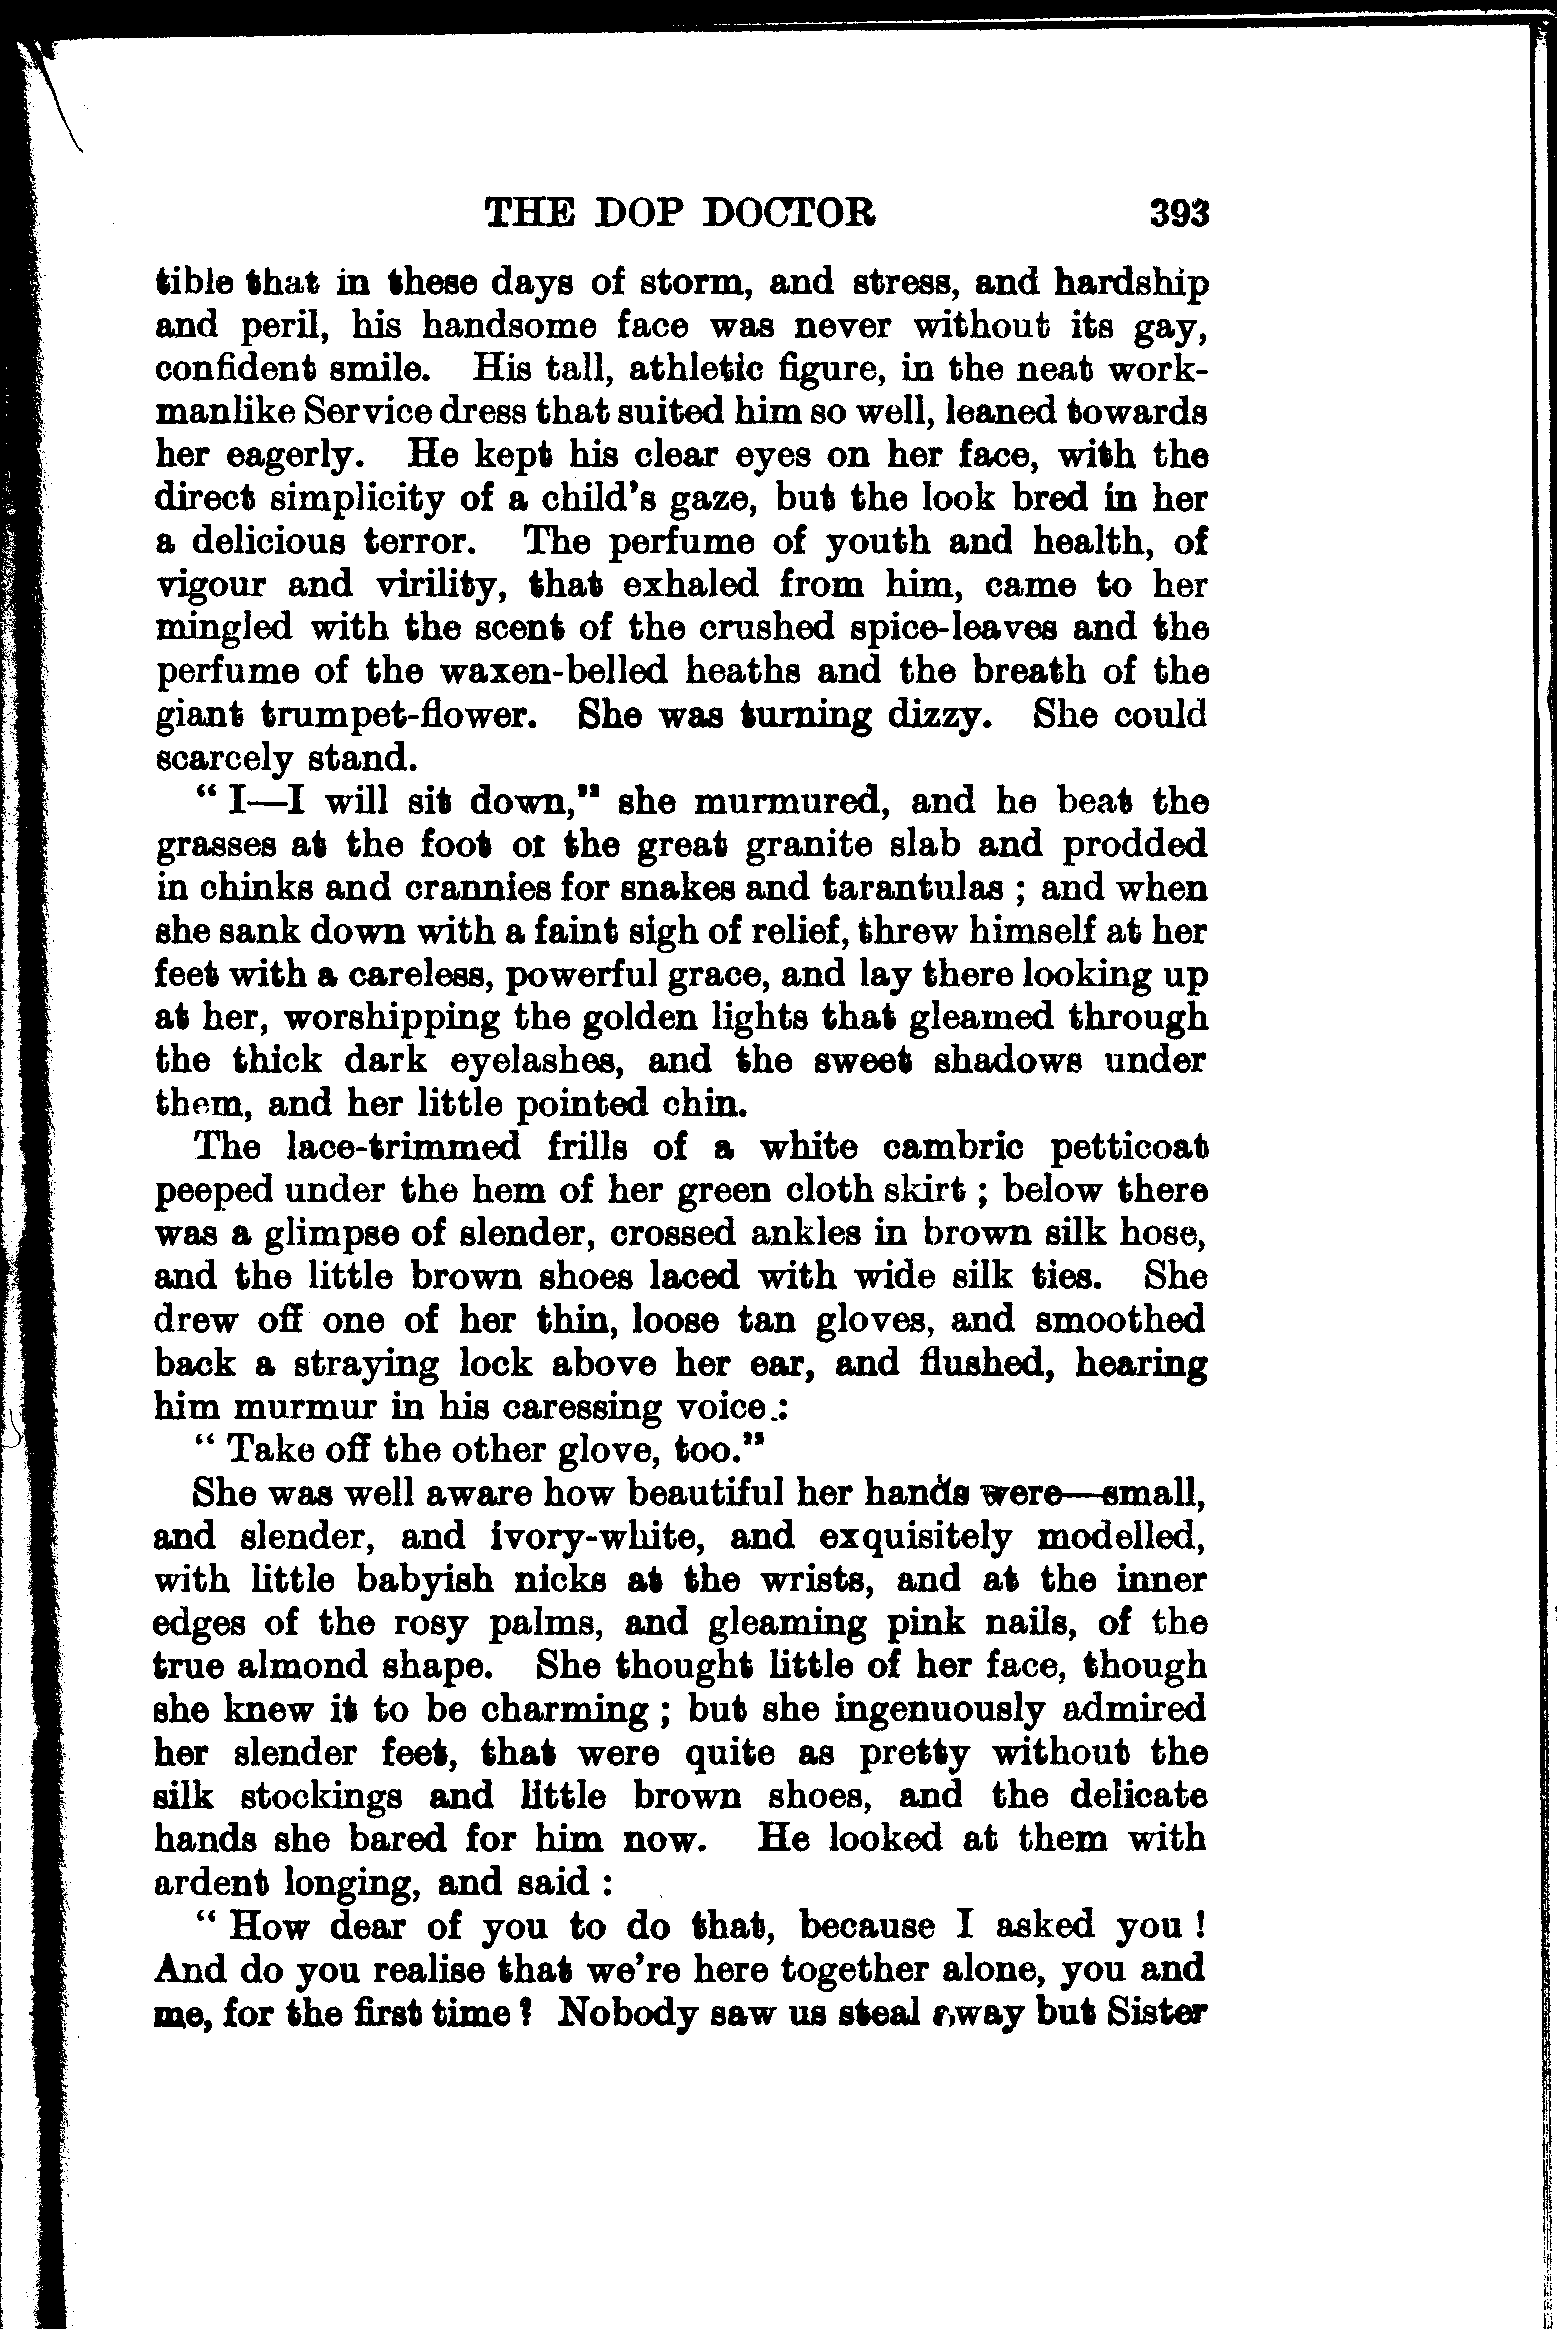 THE DOP DOCTOR 393
tible that in these days of storm, and stress, and hardship
and peril, his handsome face was never without its gay,
confident smile. His tall, athletic figure, in the neat work-
manlike Service dress that suited him so well, leaned towards
her eagerly. He kept his clear eyes on her face, with the
direct simplicity of a child's gaze, but the look bred in her
a delicious terror. The perfume of youth and health, of
vigour and virility, that exhaled from him, came to her
mingled with the scent of the crushed spice-leaves and the
perfume of the waxen-belled heaths and the breath of the
giant trumpet-flower. She was turning dizzy. She could
scarcely stand.
"I—I will sit down," she murmured, and he beat the
grasses at the foot of the great granite slab and prodded
in chinks and crannies for snakes and tarantulas; and when
she sank down with a faint sigh of relief, threw himself at her
feet with a careless, powerful grace, and lay there looking up
at her, worshipping the golden lights that gleamed through
the thick dark eyelashes, and the sweet shadows under
them, and her little pointed chin.
The lace-trimmed frills of a white cambric petticoat
peeped under the hem of her green cloth skirt; below there
was a glimpse of slender, crossed ankles in brown silk hose,
and the little brown shoes laced with wide silk ties. She
drew off one of her thin, loose tan gloves, and smoothed
back a straying lock above her ear, and flushed, hearing
him murmur in his caressing voice:
"Take off the other glove, too."
She was well aware how beautiful her hands were—small,
and slender, and ivory-white, and exquisitely modelled,
with little babyish nicks at the wrists, and at the inner
edges of the rosy palms, and gleaming pink nails, of the
true almond shape. She thought little of her face, though
she knew it to be charming; but she ingenuously admired
her slender feet, that were quite as pretty without the
silk stockings and little brown shoes, and the delicate
hands she bared for him now. He looked at them with
ardent longing, and said:
"How dear of you to do that, because I asked you!
And do you realise that we're here together alone, you and
me, for the first time? Nobody saw us steal away but Sister